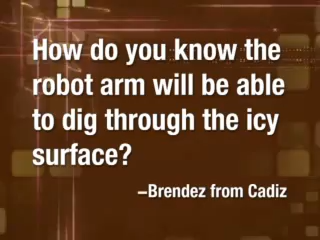 How do you know the
robot arm will be able
to dig through the icy
surface?
–Brendez from Cadiz